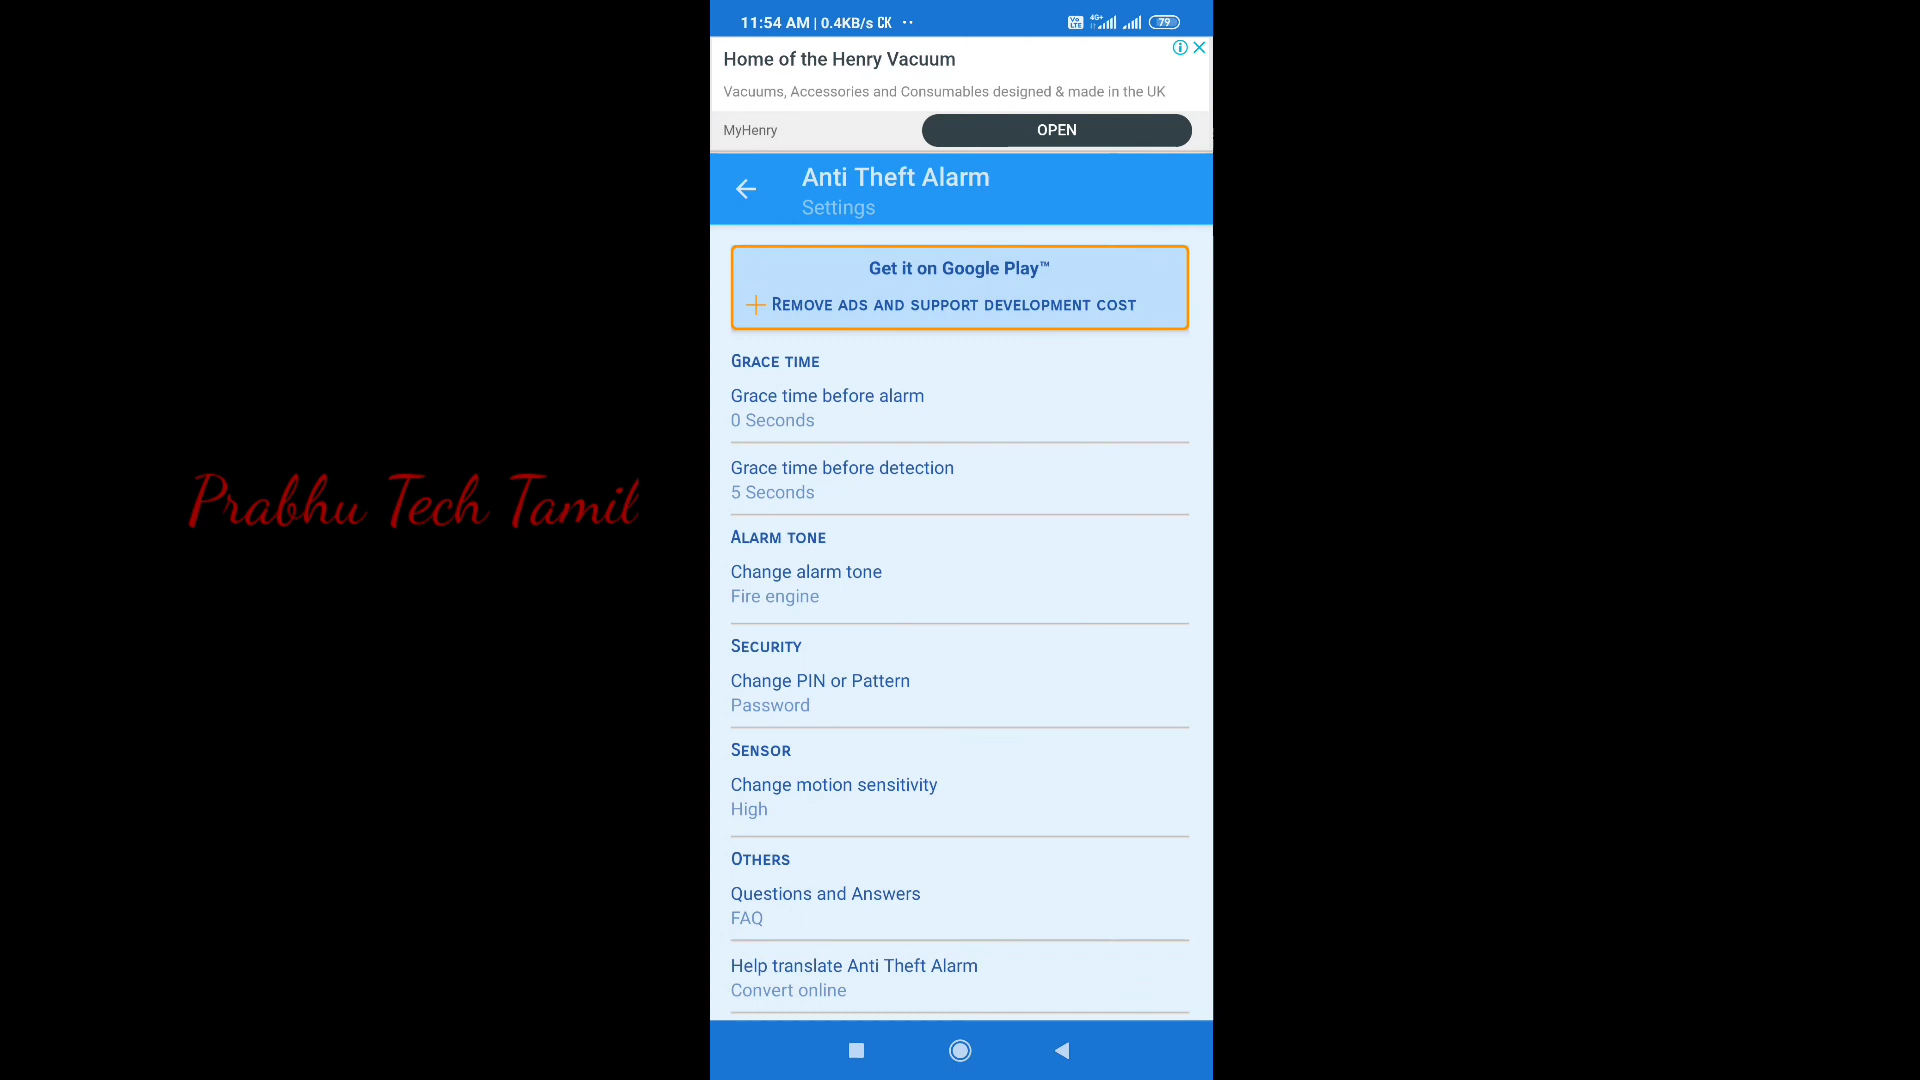 11:54 AM | 0.4KB/s CK ··
Vo LTE 4G+ 79
Home of the Henry Vacuum
Vacuums, Accessories and Consumables designed & made in the UK
MyHenry
OPEN
Anti Theft Alarm
Settings
Get it on Google Play™
REMOVE ADS AND SUPPORT DEVELOPMENT COST
GRACE TIME
Grace time before alarm
0 Seconds
Grace time before detection
5 Seconds
Prabhu Tech Tamil
ALARM TONE
Change alarm tone
Fire engine
SECURITY
Change PIN or Pattern
Password
SENSOR
Change motion sensitivity
High
OTHERS
Questions and Answers
FAQ
Help translate Anti Theft Alarm
Convert online